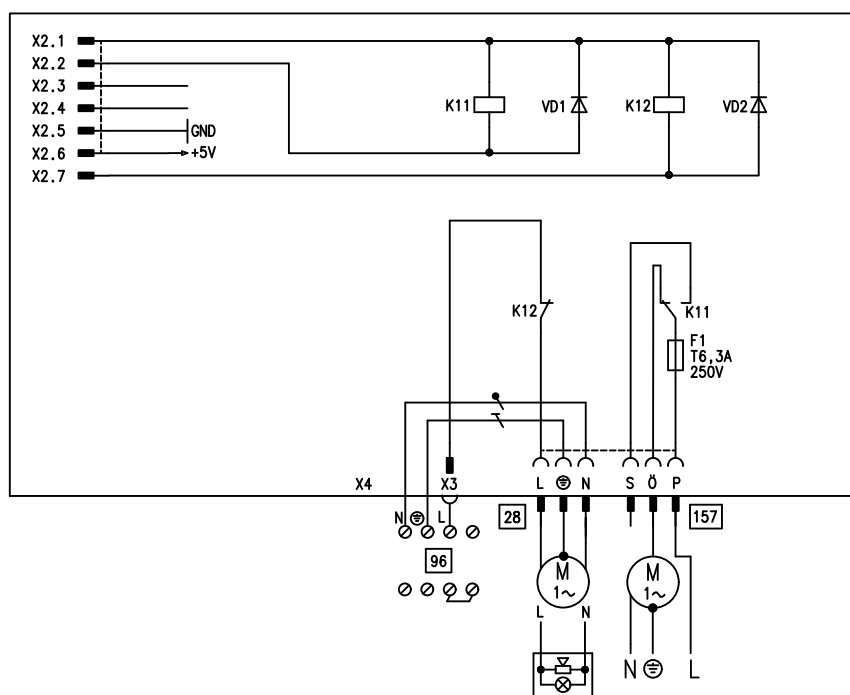 X2.1
X2.2
X2.3
X2.4
X2.5 GND
X2.6 +5V
X2.7
K11 VD1 K12 VD2
K12 K11
F1
T6,3A
250V
X4 X3 L N S Ö P
N L 28 157
96
M M
1~ 1~
L N
N L